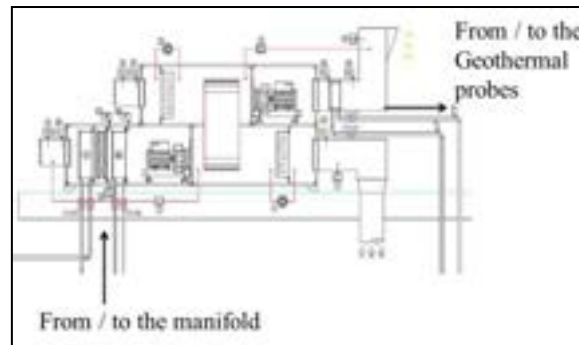 From / to the
Geothermal
probes
From / to the manifold